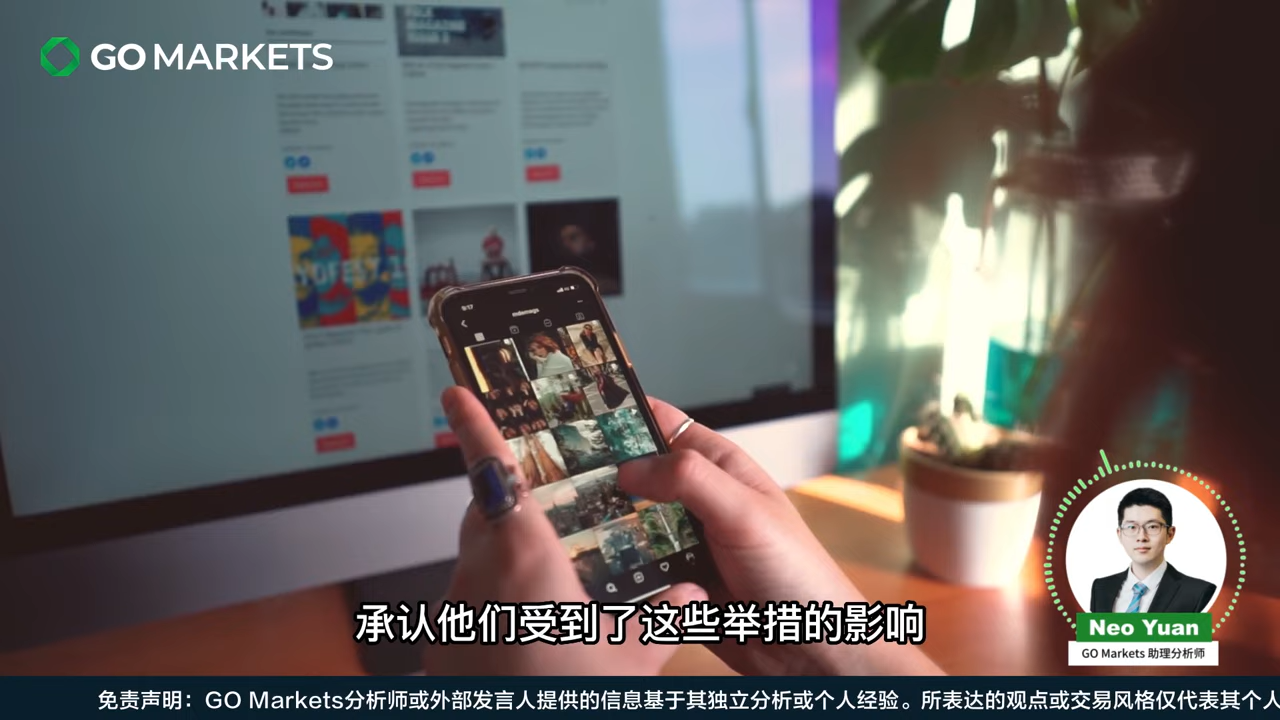 GO MARKETS
承认他们受到了这些举措的影响
Neo Yuan
GO Markets 助理分析师
免责声明：GO Markets分析师或外部发言人提供的信息基于其独立分析或个人经验。所表达的观点或交易风格仅代表其个人